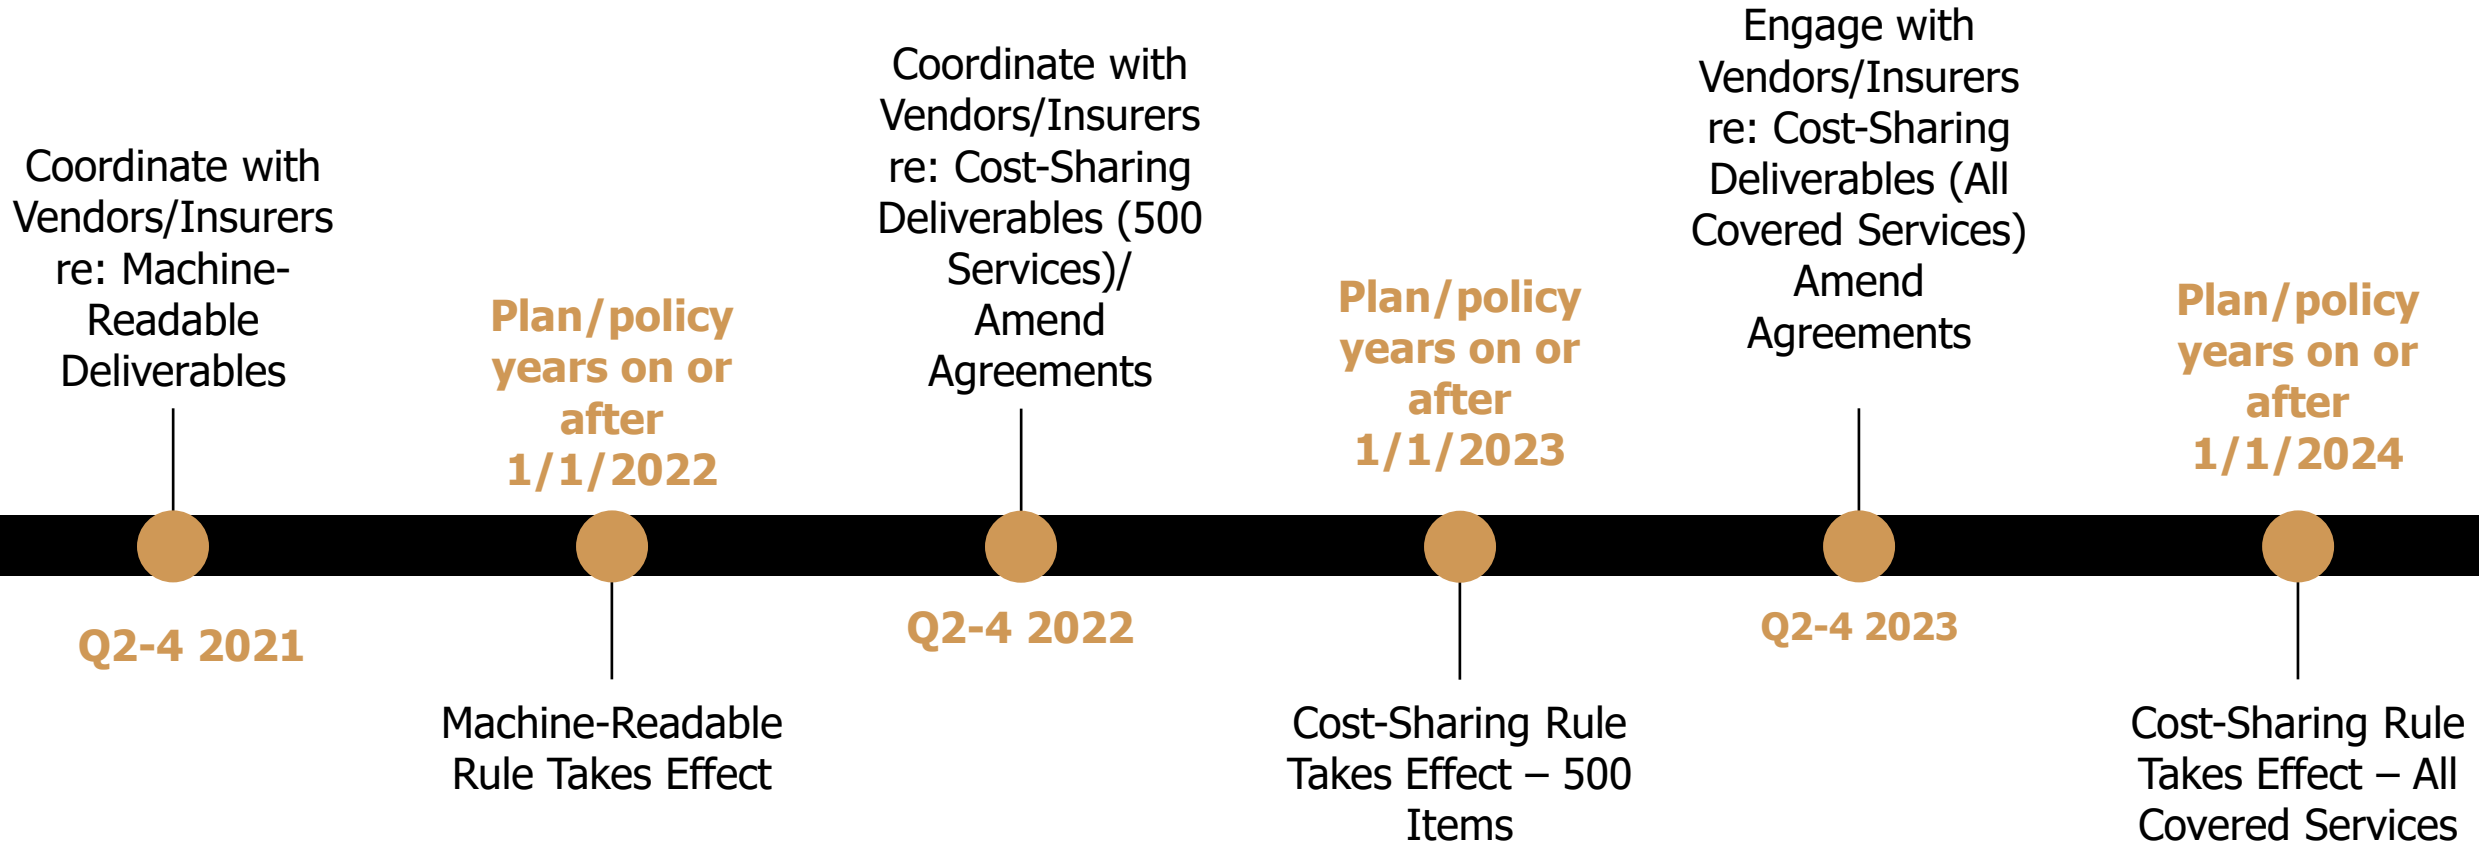 Coordinate with
Vendors/Insurers
re: Machine-
Readable
Deliverables
Q2-4 2021
Plan/policy
years on or
after
1/1/2022
Machine-Readable
Rule Takes Effect
Coordinate with
Vendors/Insurers
re: Cost-Sharing
Deliverables (500
Services)/
Amend
Agreements
Q2-4 2022
Plan/policy
years on or
after
1/1/2023
Cost-Sharing Rule
Takes Effect – 500
Items
Engage with
Vendors/Insurers
re: Cost-Sharing
Deliverables (All
Covered Services)
Amend
Agreements
Q2-4 2023
Plan/policy
years on or
after
1/1/2024
Cost-Sharing Rule
Takes Effect – All
Covered Services